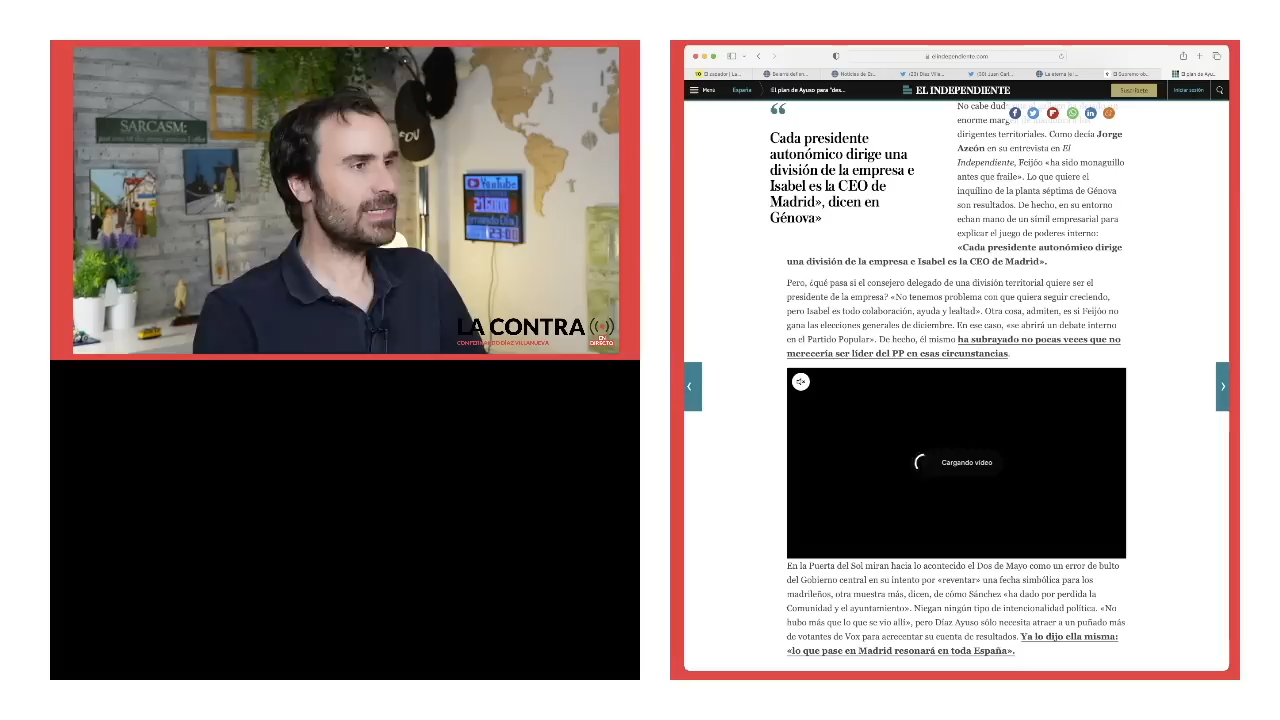 SARCASM:
YouTube
216000
23:00
LA CONTRA
CON FERNANDO DÍAZ VILLANUEVA
EN
DIRECTO
elindependiente.com
Menú
España
El plan de Ayuso para "des...
EL INDEPENDIENTE
Suscríbete
Iniciar sesión
“
Cada presidente
autonómico dirige una
división de la empresa e
Isabel es la CEO de
Madrid», dicen en
Génova»
No cabe dud
enorme marg
dirigentes territoriales. Como decía Jorge
Azcón en su entrevista en El
Independiente, Feijóo «ha sido monaguillo
antes que fraile». Lo que quiere el
inquilino de la planta séptima de Génova
son resultados. De hecho, en su entorno
echan mano de un símil empresarial para
explicar el juego de poderes interno:
«Cada presidente autonómico dirige
una división de la empresa e Isabel es la CEO de Madrid».
Pero, ¿qué pasa si el consejero delegado de una división territorial quiere ser el
presidente de la empresa? «No tenemos problema con que quiera seguir creciendo,
pero Isabel es todo colaboración, ayuda y lealtad». Otra cosa, admiten, es si Feijóo no
gana las elecciones generales de diciembre. En ese caso, «se abrirá un debate interno
en el Partido Popular». De hecho, él mismo ha subrayado no pocas veces que no
merecería ser líder del PP en esas circunstancias.
Cargando vídeo
En la Puerta del Sol miran hacia lo acontecido el Dos de Mayo como un error de bulto
del Gobierno central en su intento por «reventar» una fecha simbólica para los
madrileños, otra muestra más, dicen, de cómo Sánchez «ha dado por perdida la
Comunidad y el ayuntamiento». Niegan ningún tipo de intencionalidad política. «No
hubo más que lo que se vio allí», pero Díaz Ayuso sólo necesita atraer a un puñado más
de votantes de Vox para acrecentar su cuenta de resultados. Ya lo dijo ella misma:
«lo que pase en Madrid resonará en toda España».